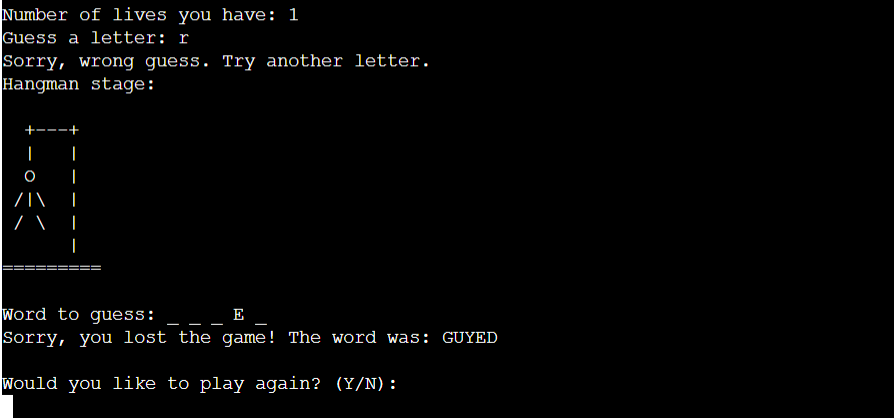 Number of lives you have: 1
Guess a letter: r
Sorry, wrong guess. Try another letter.
Hangman stage:

  +---+
  |   |
  O   |
 /|\  |
 / \  |
      |
=========

Word to guess: _ _ _ E _
Sorry, you lost the game! The word was: GUYED

Would you like to play again? (Y/N):